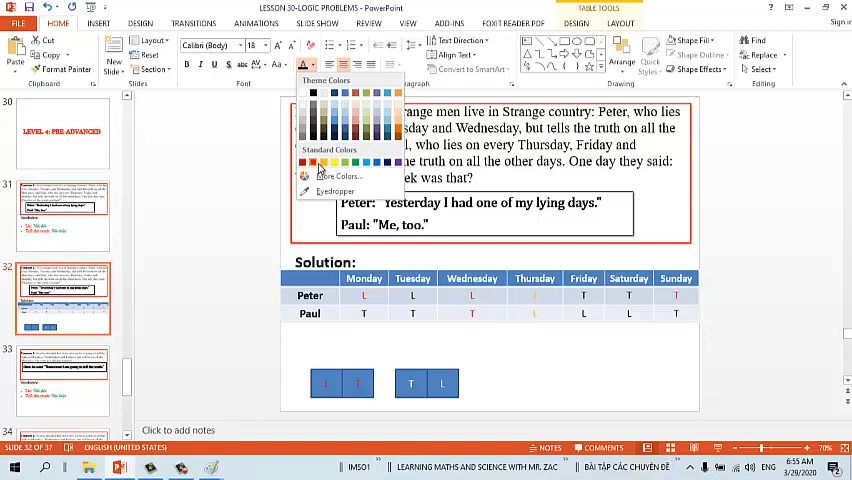 LESSON 30-LOGIC PROBLEMS - PowerPoint
TABLE TOOLS
FILE HOME INSERT DESIGN TRANSITIONS ANIMATIONS SLIDE SHOW REVIEW VIEW ADD-INS FOXIT READER PDF DESIGN LAYOUT Sign in
Paste
Cut
Copy
Format Painter
Clipboard
New Slide
Layout
Reset
Section
Slides
Calibri (Body) 18
Font
Text Direction
Align Text
Convert to SmartArt
Paragraph
Drawing
Arrange
Quick Styles
Shape Fill
Shape Outline
Shape Effects
Find
Replace
Select
Editing
Theme Colors
Standard Colors
More Colors...
Eyedropper
30
LEVEL 4: PRE-ADVANCED
31
32
33
34
range men live in Strange country: Peter, who lies
sday and Wednesday, but tells the truth on all the
l, who lies on every Thursday, Friday and
the truth on all the other days. One day they said:
ek was that?
Peter: "Yesterday I had one of my lying days."
Paul: "Me, too."
Solution:
Monday Tuesday Wednesday Thursday Friday Saturday Sunday
Peter L L L T T T
Paul T T T L L L T
L T T L
Click to add notes
SLIDE 32 OF 37 ENGLISH (UNITED STATES) NOTES COMMENTS 70%
IMSO1 LEARNING MATHS AND SCIENCE WITH MR. ZAC BÀI TẬP CÁC CHUYÊN ĐỀ ENG 6:55 AM
3/29/2020